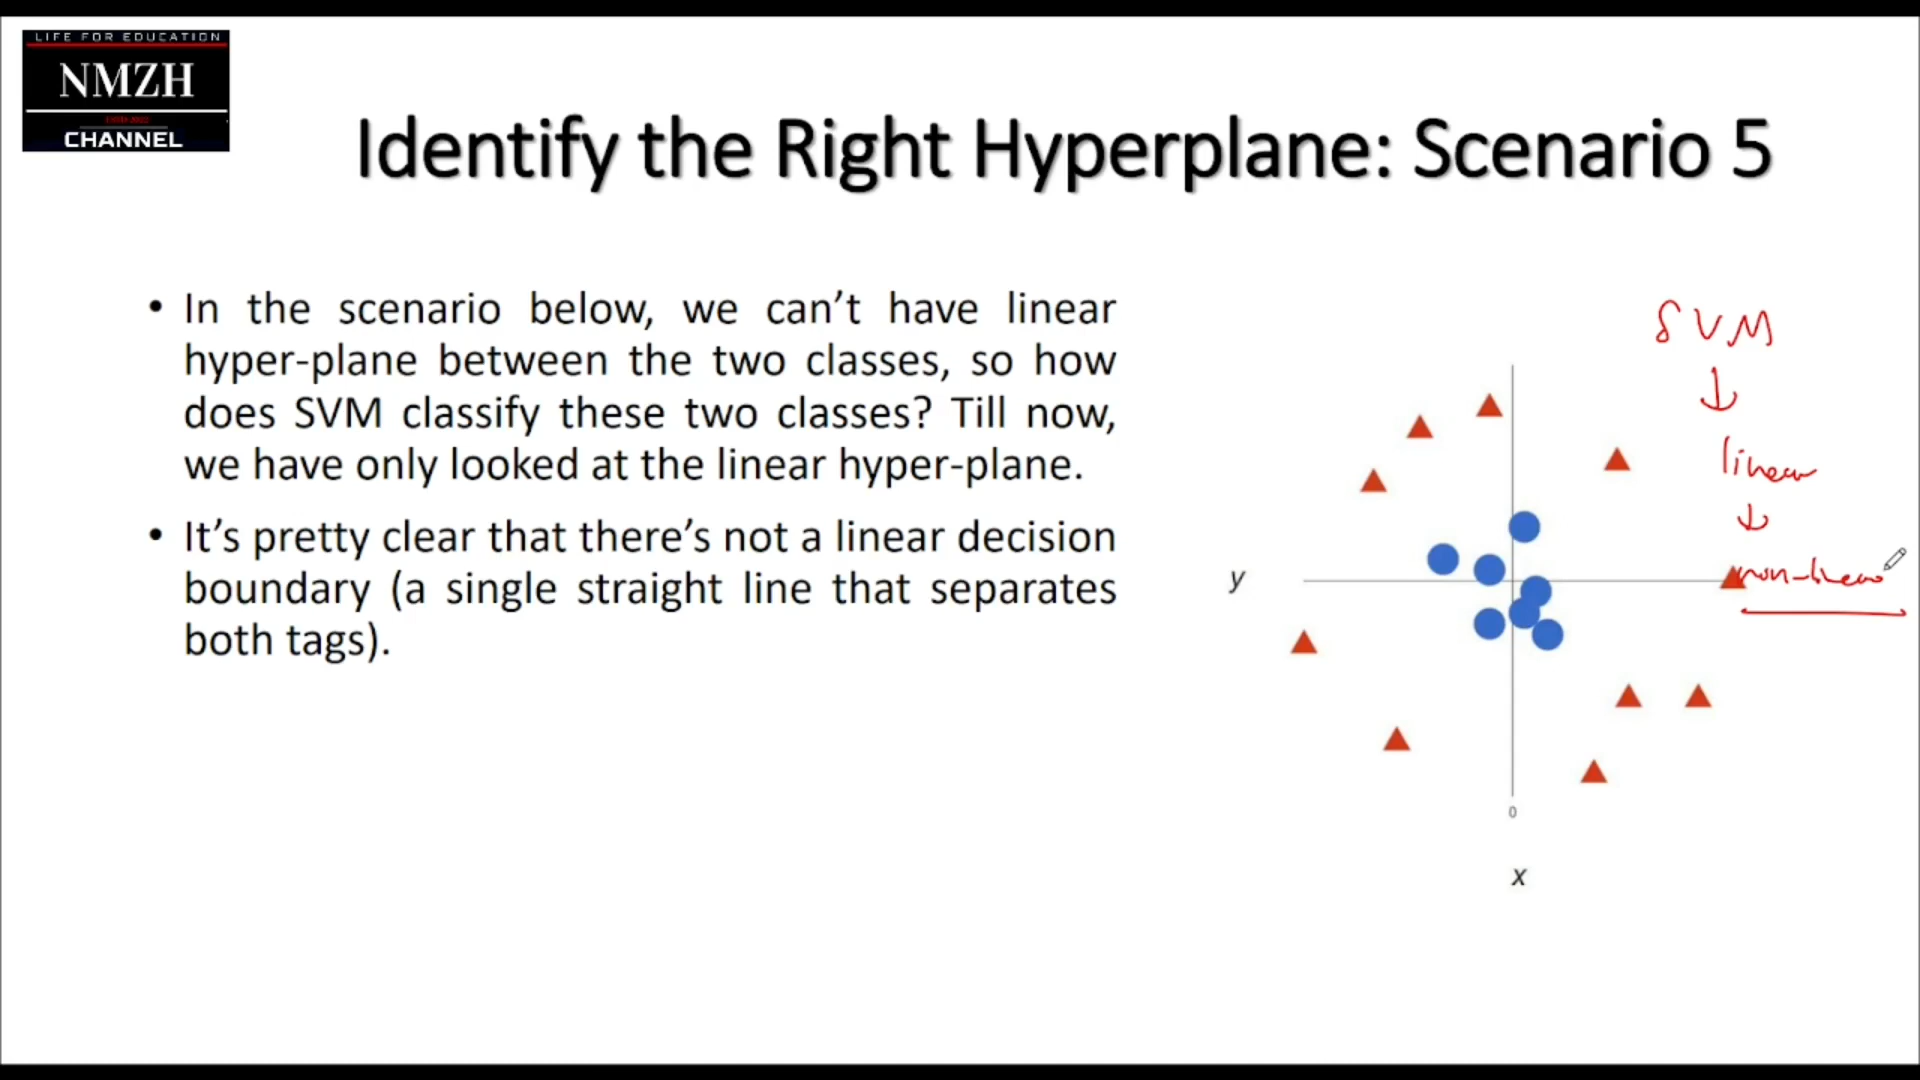 LIFE FOR EDUCATION
NMZH
CHANNEL
Identify the Right Hyperplane: Scenario 5
• In the scenario below, we can’t have linear
hyper-plane between the two classes, so how
does SVM classify these two classes? Till now,
we have only looked at the linear hyper-plane.
• It’s pretty clear that there’s not a linear decision
boundary (a single straight line that separates
both tags).
SVM
linear
non-linear
y
0
x